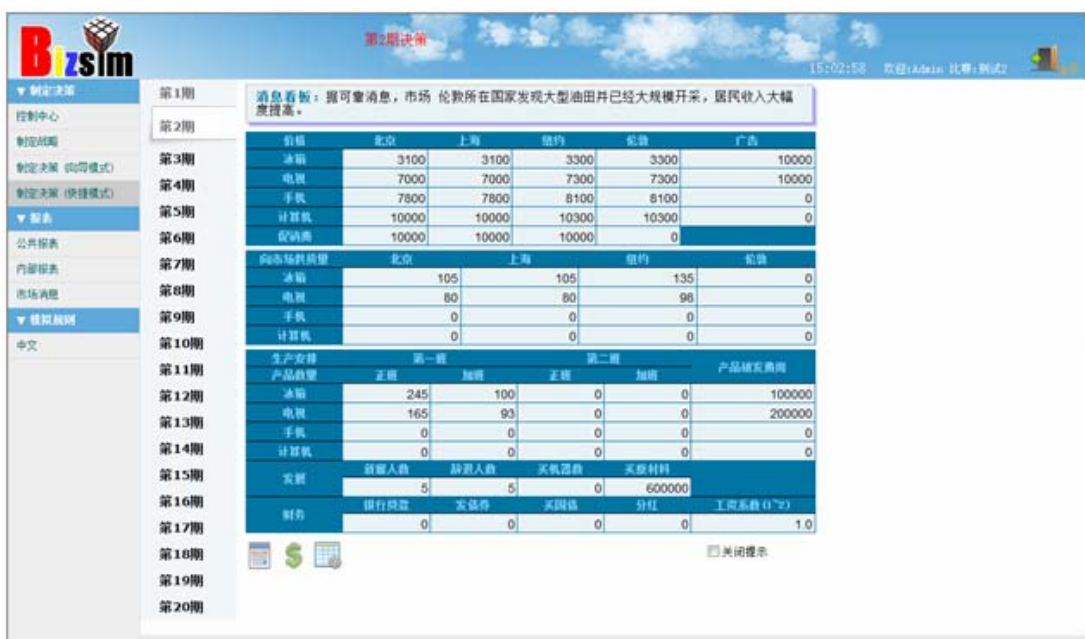 Bizsim
第2期决策
15:02:58 欢迎:Admin 比赛:测试2
▼ 制定决策
控制中心
制定战略
制定决策 (向导模式)
制定决策 (快捷模式)
▼ 报表
公共报表
内部报表
市场消息
▼ 模拟规则
中文
第1期
第2期
第3期
第4期
第5期
第6期
第7期
第8期
第9期
第10期
第11期
第12期
第13期
第14期
第15期
第16期
第17期
第18期
第19期
第20期
消息看板：据可靠消息，市场 伦敦所在国家发现大型油田并已经大规模开采，居民收入大幅
度提高。
价格 北京 上海 纽约 伦敦 广告
冰箱 3100 3100 3300 3300 10000
电视 7000 7000 7300 7300 10000
手机 7800 7800 8100 8100 0
计算机 10000 10000 10300 10300 0
促销费 10000 10000 10000 0
向市场供货量 北京 上海 纽约 伦敦
冰箱 105 105 135 0
电视 80 80 98 0
手机 0 0 0 0
计算机 0 0 0 0
生产安排 第一班 第二班 产品研发费用
产品数量 正班 加班 正班 加班
冰箱 245 100 0 0 100000
电视 165 93 0 0 200000
手机 0 0 0 0 0
计算机 0 0 0 0 0
发展 新雇人数 辞退人数 买机器数 买原材料
5 5 0 600000
财务 银行贷款 发债券 买国债 分红 工资系数(1~2)
0 0 0 0 1.0
关闭提示